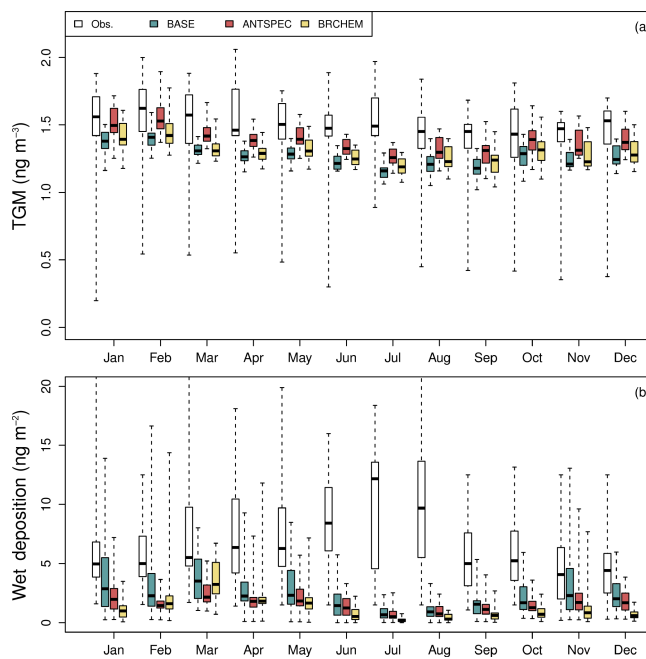 Obs. BASE ANTSPEC BRCHEM
(a
TGM (ng m⁻³)
2.0
1.5
1.0
0.5
0.0
Jan Feb Mar Apr May Jun Jul Aug Sep Oct Nov Dec
(b
Wet deposition (ng m⁻²)
20
15
10
5
0
Jan Feb Mar Apr May Jun Jul Aug Sep Oct Nov Dec